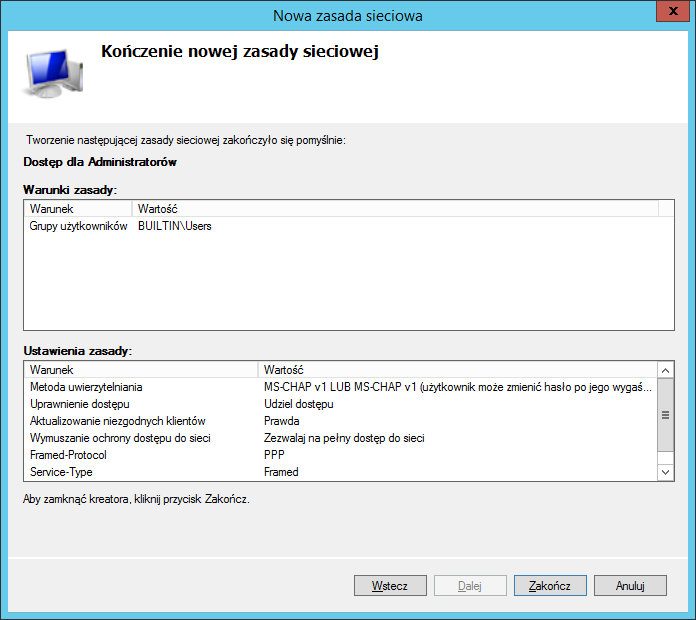 Nowa zasada sieciowa
x
Kończenie nowej zasady sieciowej
Tworzenie następującej zasady sieciowej zakończyło się pomyślnie:
Dostęp dla Administratorów
Warunki zasady:
Warunek Wartość
Grupy użytkowników BUILTIN\Users
Ustawienia zasady:
Warunek Wartość
Metoda uwierzytelniania MS-CHAP v1 LUB MS-CHAP v1 (użytkownik może zmienić hasło po jego wygaś...
Uprawnienie dostępu Udziel dostępu
Aktualizowanie niezgodnych klientów Prawda
Wymuszanie ochrony dostępu do sieci Zezwalaj na pełny dostęp do sieci
Framed-Protocol PPP
Service-Type Framed
Aby zamknąć kreatora, kliknij przycisk Zakończ.
Wstecz Dalej Zakończ Anuluj